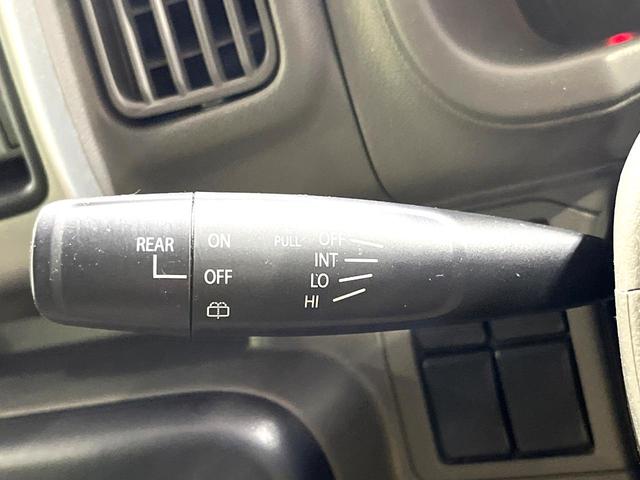 REAR
ON
OFF
PULL OFF
INT
LO
HI